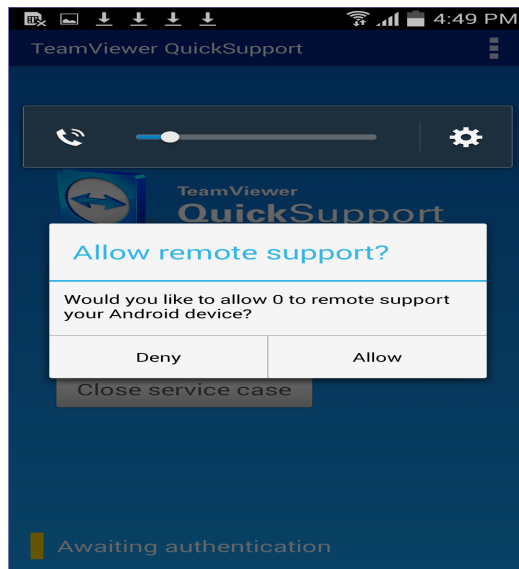 4:49 PM
TeamViewer QuickSupport
TeamViewer
QuickSupport
Allow remote support?
Would you like to allow 0 to remote support
your Android device?
Deny
Allow
Close service case
Awaiting authentication